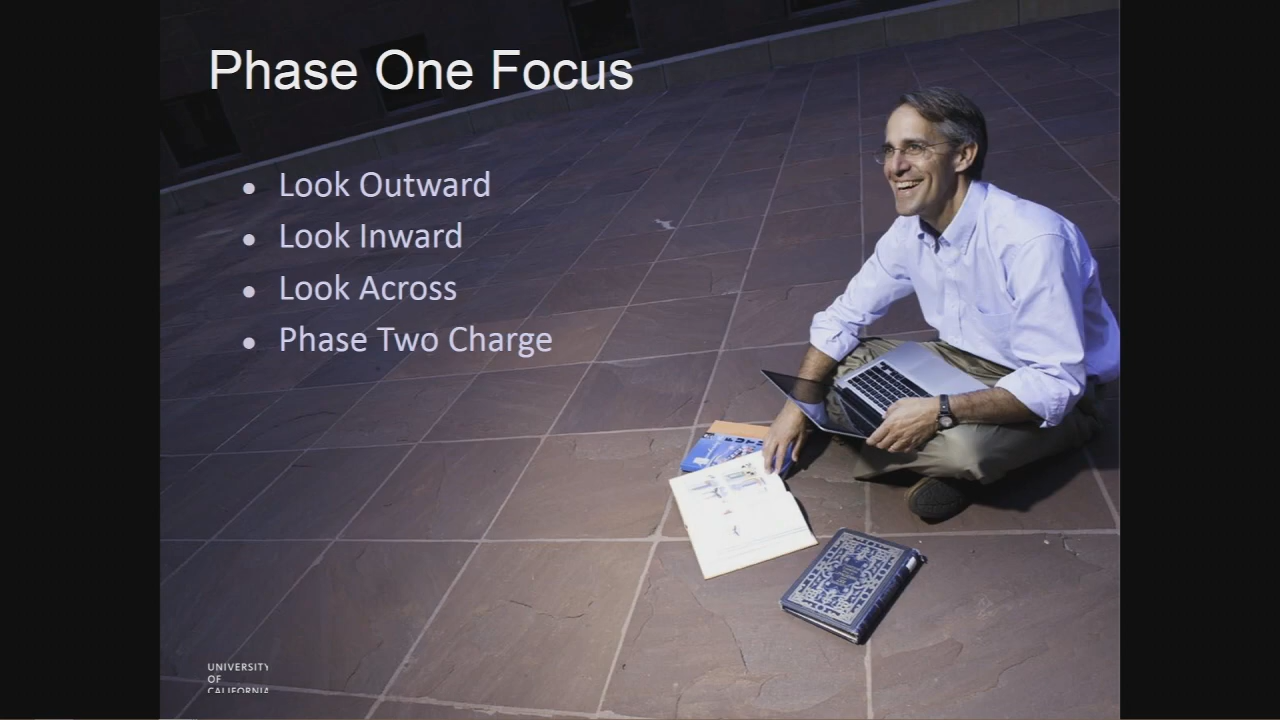 Phase One Focus
• Look Outward
• Look Inward
• Look Across
• Phase Two Charge
UNIVERSITY
OF
CALIFORNIA